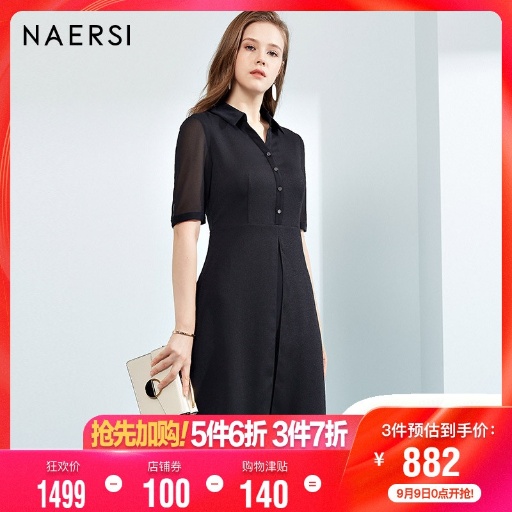 NAERSI
抢先加购! 5件6折 3件7折
狂欢价
1499
-
店铺券
100
-
购物津贴
140
=
3件预估到手价:
¥ 882
9月9日0点开抢!